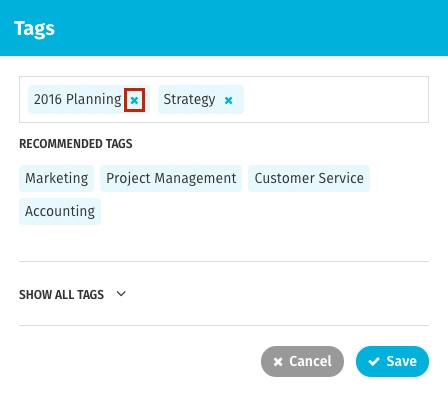 Tags
2016 Planning × Strategy ×
RECOMMENDED TAGS
Marketing Project Management Customer Service
Accounting
SHOW ALL TAGS
Cancel Save